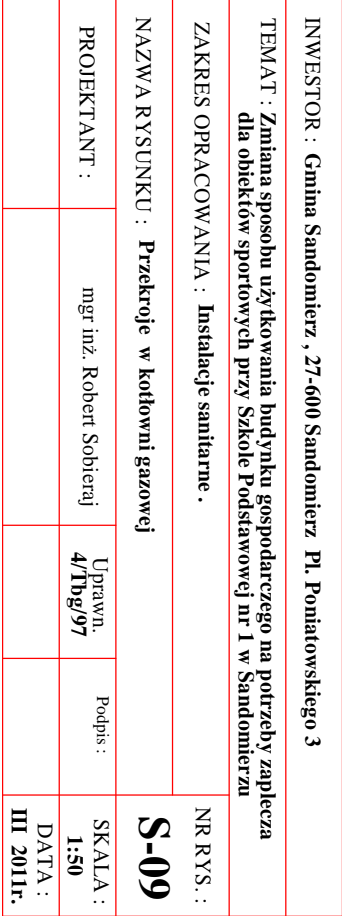 INWESTOR : Gmina Sandomierz , 27-600 Sandomierz Pl. Poniatowskiego 3
TEMAT : Zmiana sposobu użytkowania budynku gospodarczego na potrzeby zaplecza
dla obiektów sportowych przy Szkole Podstawowej nr 1 w Sandomierzu
ZAKRES OPRACOWANIA : Instalacje sanitarne .
NR RYS. :
NAZWA RYSUNKU : Przekroje w kotłowni gazowej
S-09
PROJEKTANT :
mgr inż. Robert Sobieraj
Uprawn.
4/Tbg/97
Podpis :
SKALA :
1:50
DATA :
III 2011r.